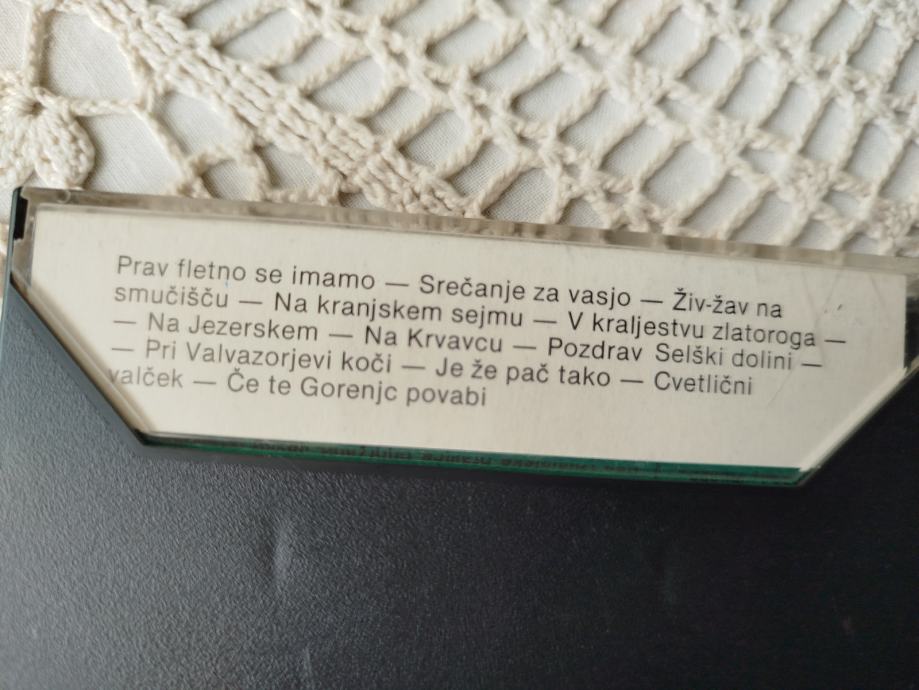 Prav fletno se imamo — Srečanje za vasjo — Živ-žav na
smučišču — Na kranjskem sejmu — V kraljestvu zlatoroga —
— Na Jezerskem — Na Krvavcu — Pozdrav Selški dolini —
— Pri Valvazorjevi koči — Je že pač tako — Cvetlični
valček — Če te Gorenjc povabi